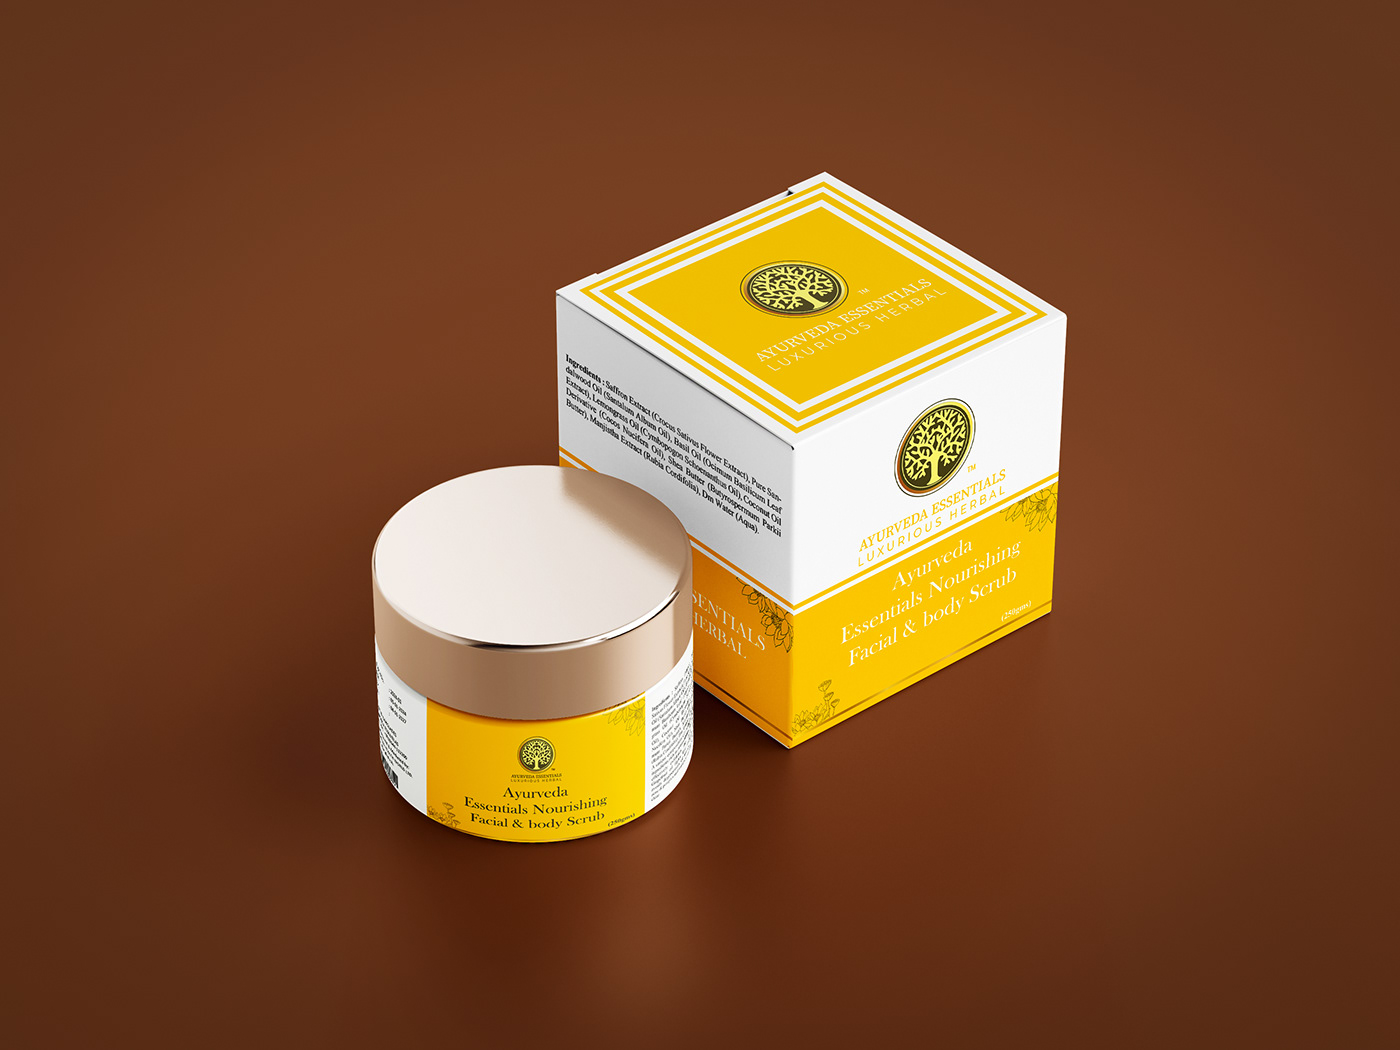 AYURVEDA ESSENTIALS
LUXURIOUS HERBAL
TM
Ingredients : Saffron Extract (Crocus Sativus Flower Extract), Pure San-
dalwood Oil (Santalum Album Oil), Basil Oil (Ocimum Basilicum Leaf
Extract), Lemongrass Oil (Cymbopogon Schoenanthus Oil), Coconut Oil
Derivative (Cocos Nucifera Oil), Shea Butter (Butyrospermum Parkii
Butter), Manjistha Extract (Rubia Cordifolia), Dm Water (Aqua).
SENTIALS
HERBAL
TM
AYURVEDA ESSENTIALS
LUXURIOUS HERBAL
Ayurveda
Essentials Nourishing
Facial & body Scrub
(250gms)
TM
AYURVEDA ESSENTIALS
LUXURIOUS HERBAL
Ayurveda
Essentials Nourishing
Facial & body Scrub
(250gms)
Ingredients